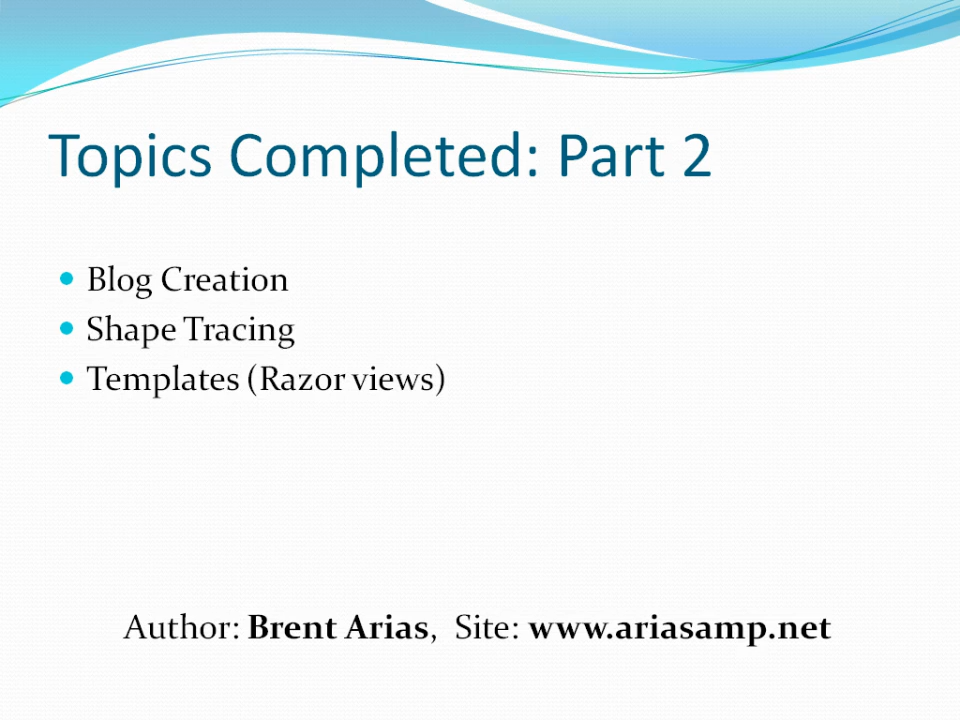 Topics Completed: Part 2
Blog Creation
Shape Tracing
Templates (Razor views)
Author: Brent Arias, Site: www.ariasamp.net